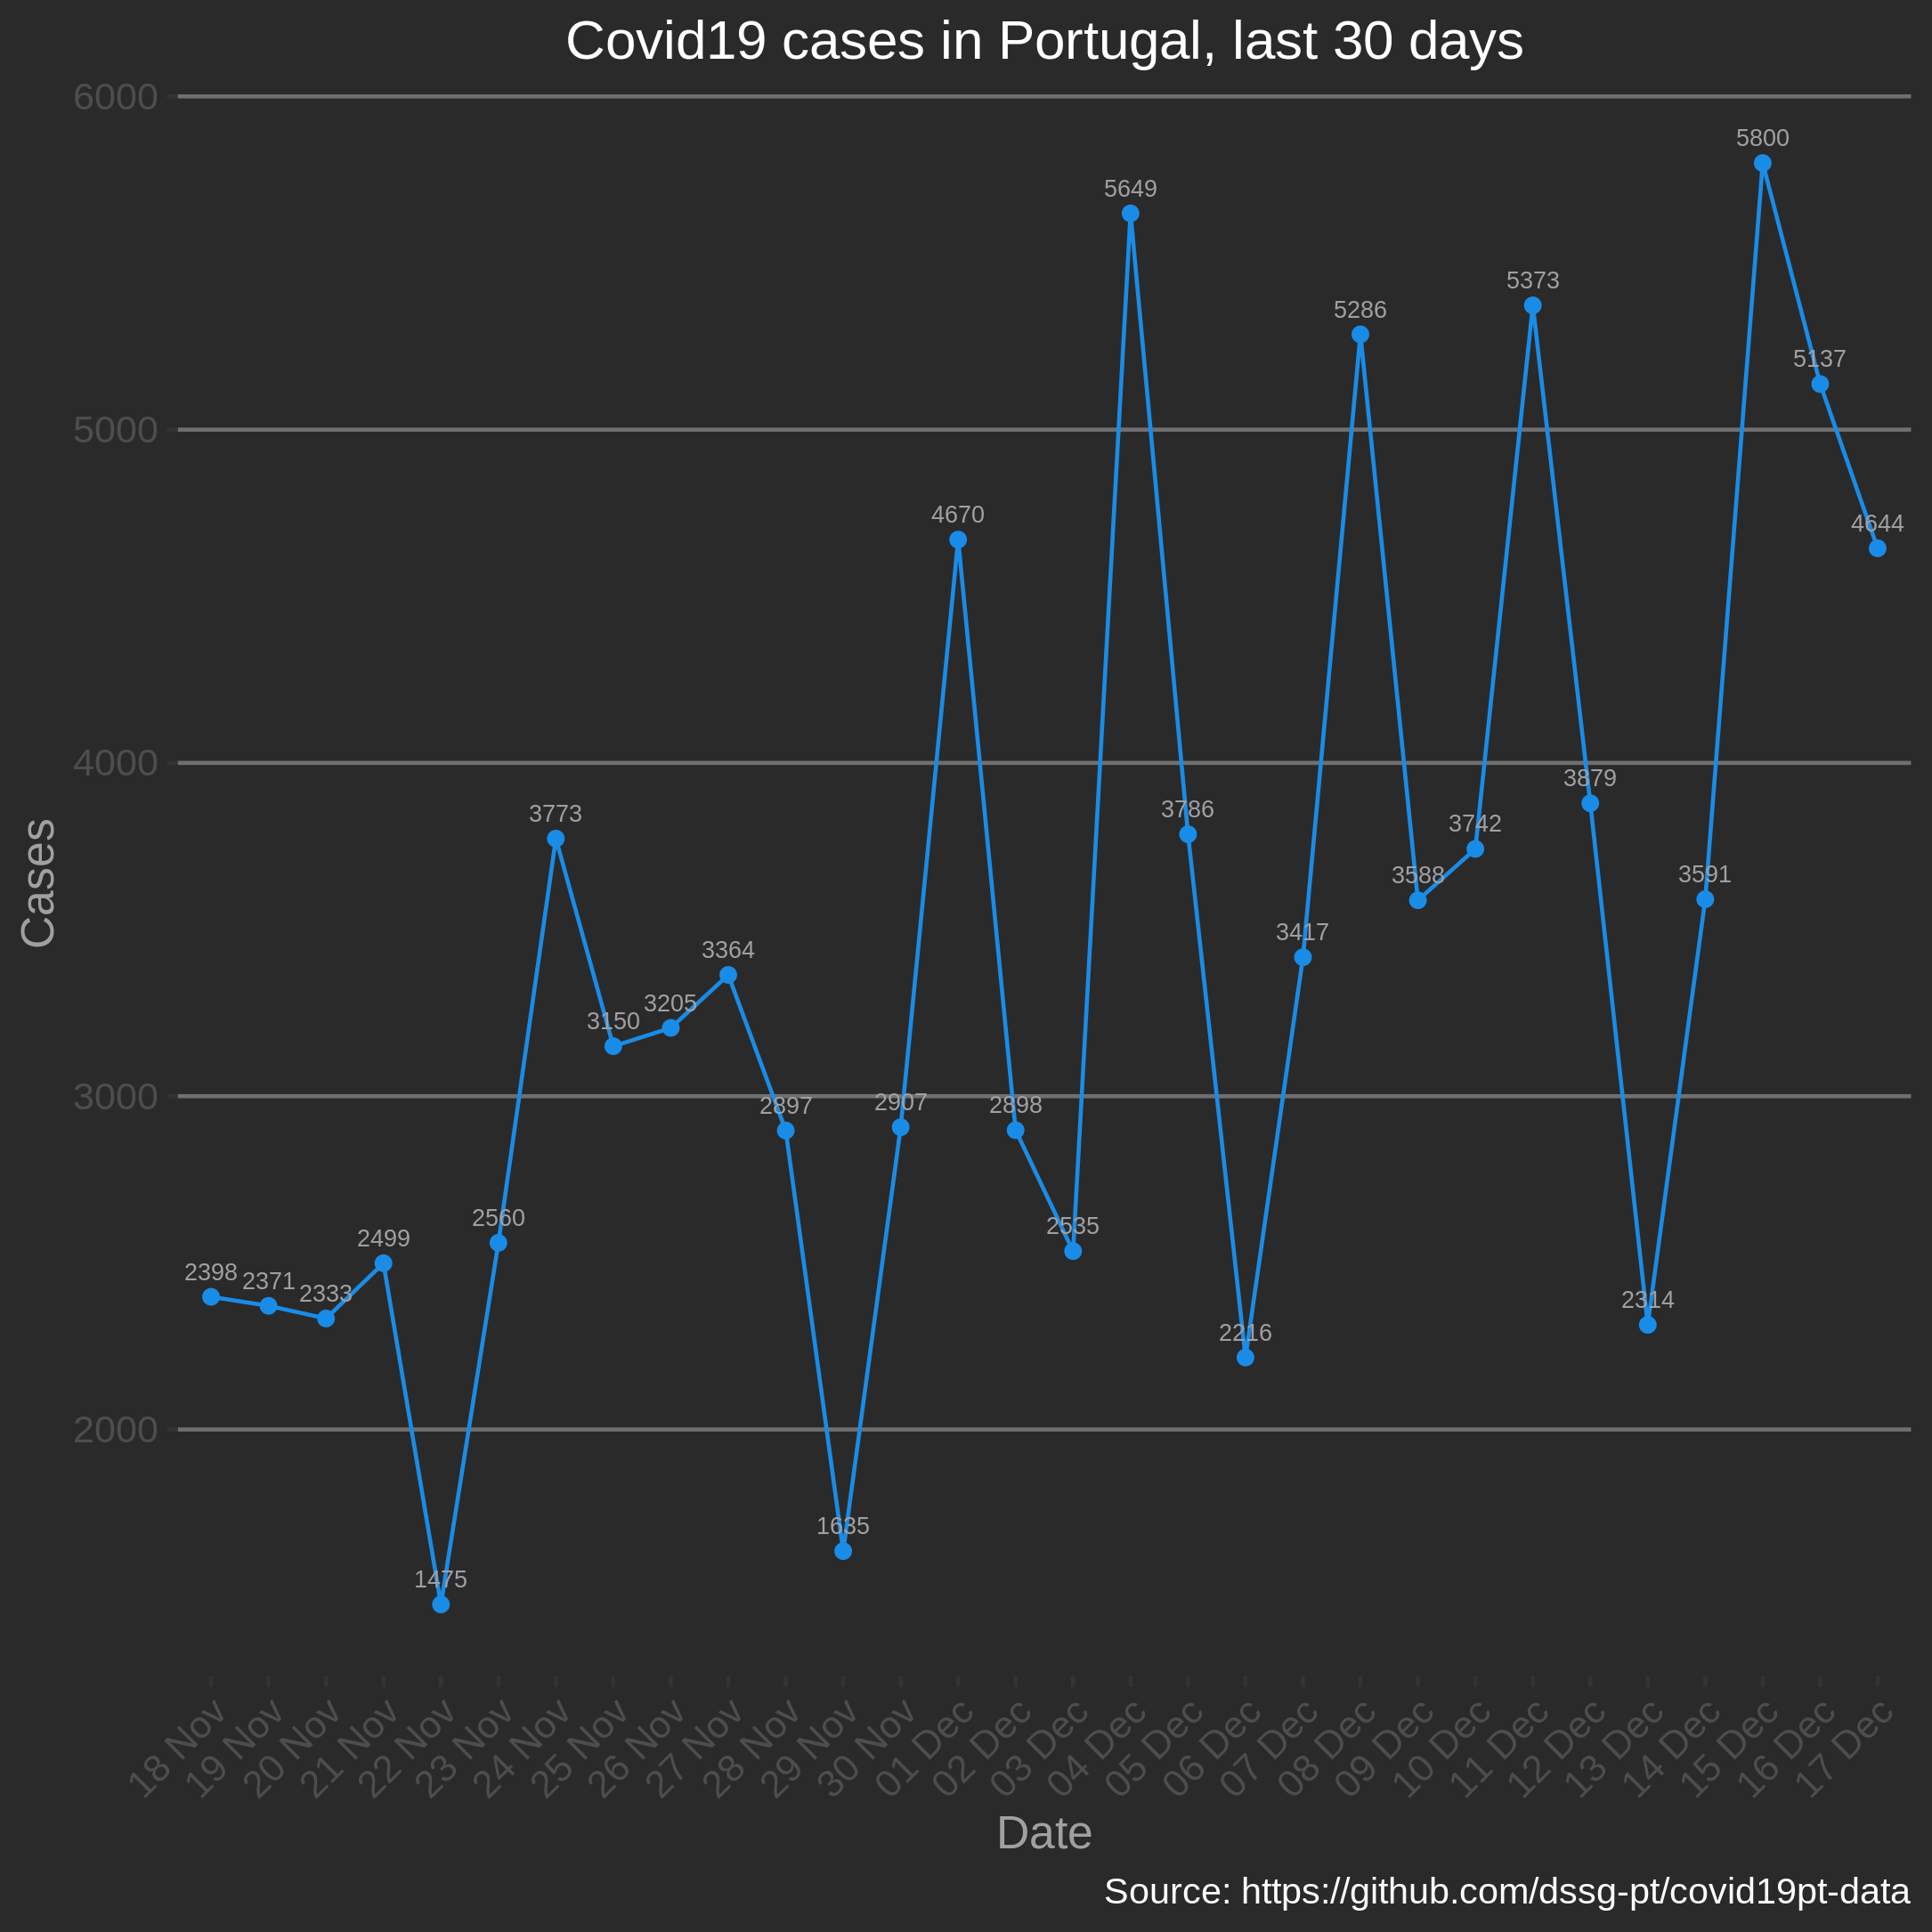 Covid19 cases in Portugal, last 30 days
6000
5000
4000
3000
2000
Cases
2398
2371
2333
2499
1475
2560
3773
3150
3205
3364
2897
1635
2907
4670
2898
2535
5649
3786
2216
3417
5286
3588
3742
5373
3879
2314
3591
5800
5137
4644
18 Nov
19 Nov
20 Nov
21 Nov
22 Nov
23 Nov
24 Nov
25 Nov
26 Nov
27 Nov
28 Nov
29 Nov
30 Nov
01 Dec
02 Dec
03 Dec
04 Dec
05 Dec
06 Dec
07 Dec
08 Dec
09 Dec
10 Dec
11 Dec
12 Dec
13 Dec
14 Dec
15 Dec
16 Dec
17 Dec
Date
Source: https://github.com/dssg-pt/covid19pt-data